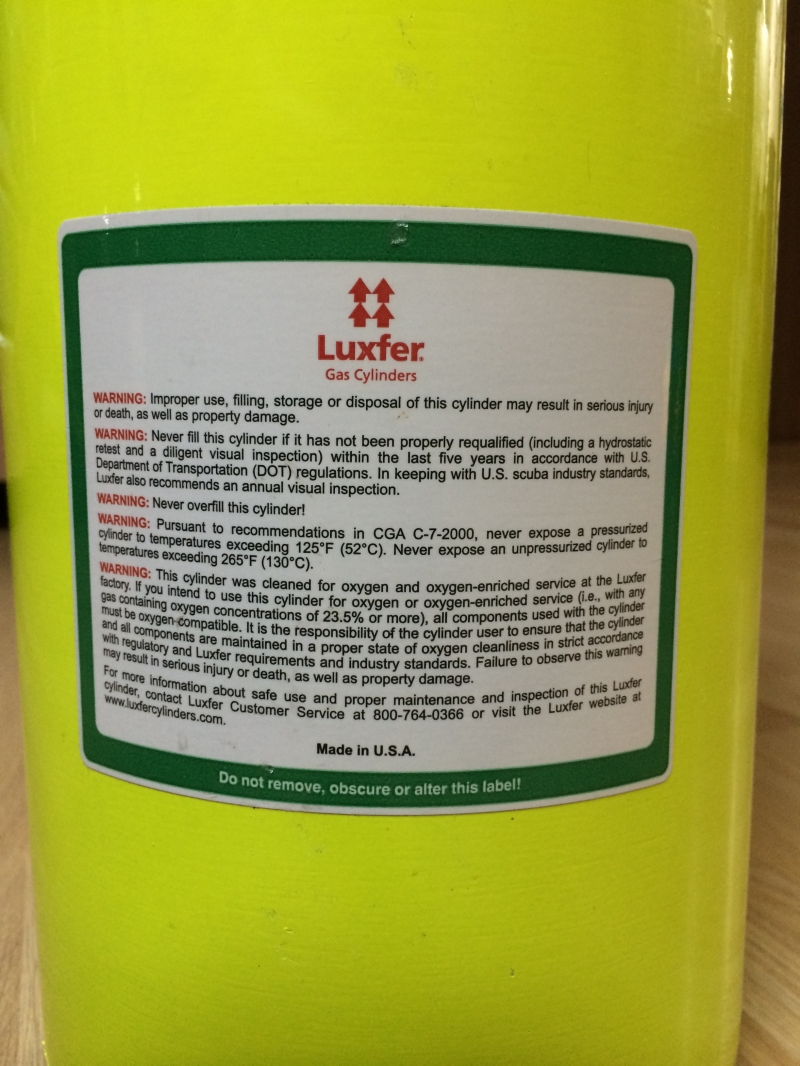 Luxfer
Gas Cylinders
WARNING: Improper use, filling, storage or disposal of this cylinder may result in serious injury
or death, as well as property damage.
WARNING: Never fill this cylinder if it has not been properly requalified (including a hydrostatic
retest and a diligent visual inspection) within the last five years in accordance with U.S.
Department of Transportation (DOT) regulations. In keeping with U.S. scuba industry standards,
Luxfer also recommends an annual visual inspection.
WARNING: Never overfill this cylinder!
WARNING: Pursuant to recommendations in CGA C-7-2000, never expose a pressurized
cylinder to temperatures exceeding 125°F (52°C). Never expose an unpressurized cylinder to
temperatures exceeding 265°F (130°C).
WARNING: This cylinder was cleaned for oxygen and oxygen-enriched service at the Luxfer
factory. If you intend to use this cylinder for oxygen or oxygen-enriched service (i.e., with any
gas containing oxygen concentrations of 23.5% or more), all components used with the cylinder
must be oxygen-compatible. It is the responsibility of the cylinder user to ensure that the cylinder
and all components are maintained in a proper state of oxygen cleanliness in strict accordance
with regulatory and Luxfer requirements and industry standards. Failure to observe this warning
may result in serious injury or death, as well as property damage.
For more information about safe use and proper maintenance and inspection of this Luxfer
cylinder, contact Luxfer Customer Service at 800-764-0366 or visit the Luxfer website at
www.luxfercylinders.com.
Made in U.S.A.
Do not remove, obscure or alter this label!